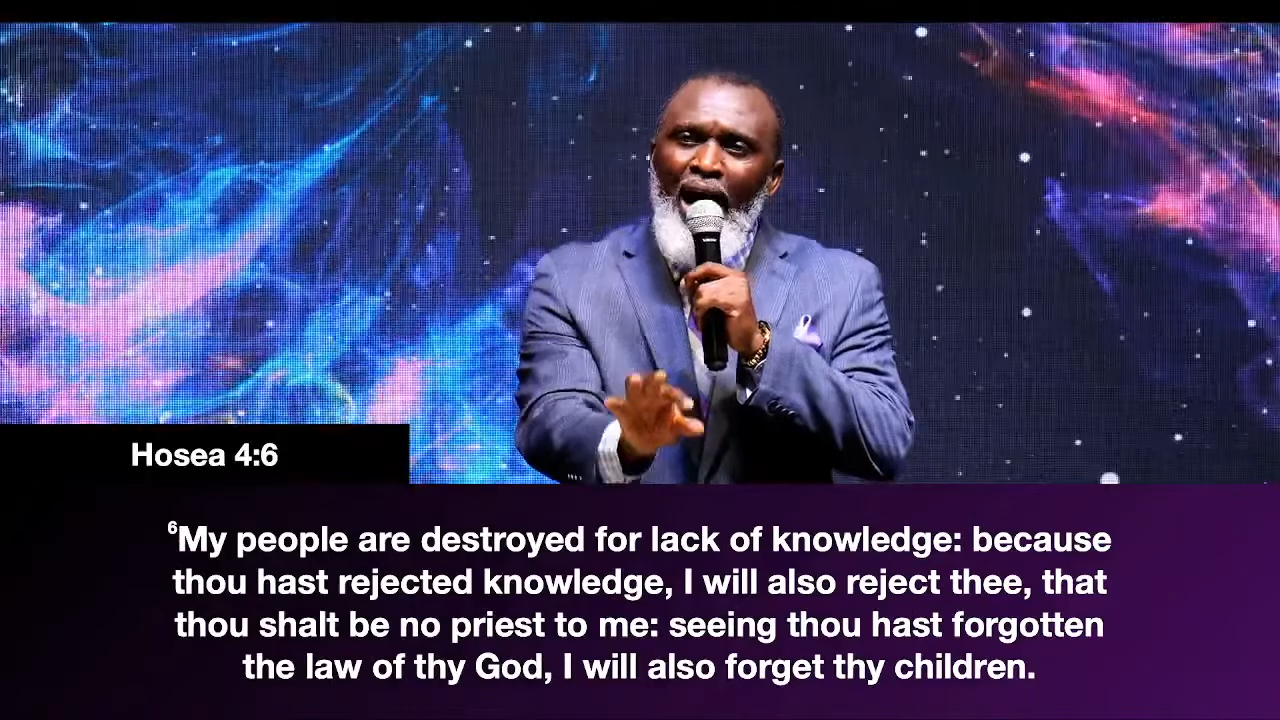 Hosea 4:6
⁶My people are destroyed for lack of knowledge: because
thou hast rejected knowledge, I will also reject thee, that
thou shalt be no priest to me: seeing thou hast forgotten
the law of thy God, I will also forget thy children.